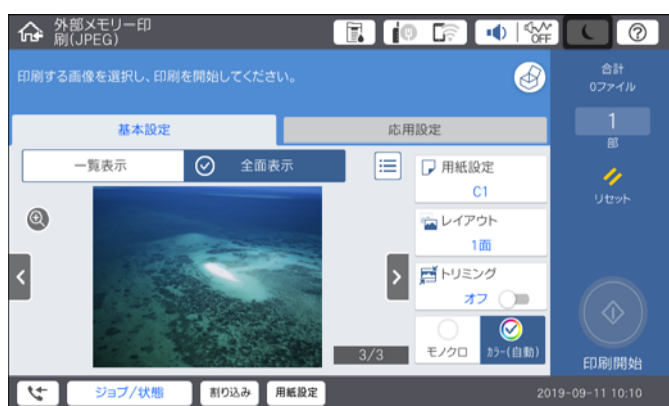 外部メモリー印
刷(JPEG)
OFF
?
印刷する画像を選択し、印刷を開始してください。
合計
0ファイル
基本設定
応用設定
1
部
一覧表示
全面表示
用紙設定
C1
リセット
レイアウト
1面
トリミング
オフ
3/3
モノクロ
カラー(自動)
印刷開始
ジョブ/状態
割り込み
用紙設定
2019-09-11 10:10